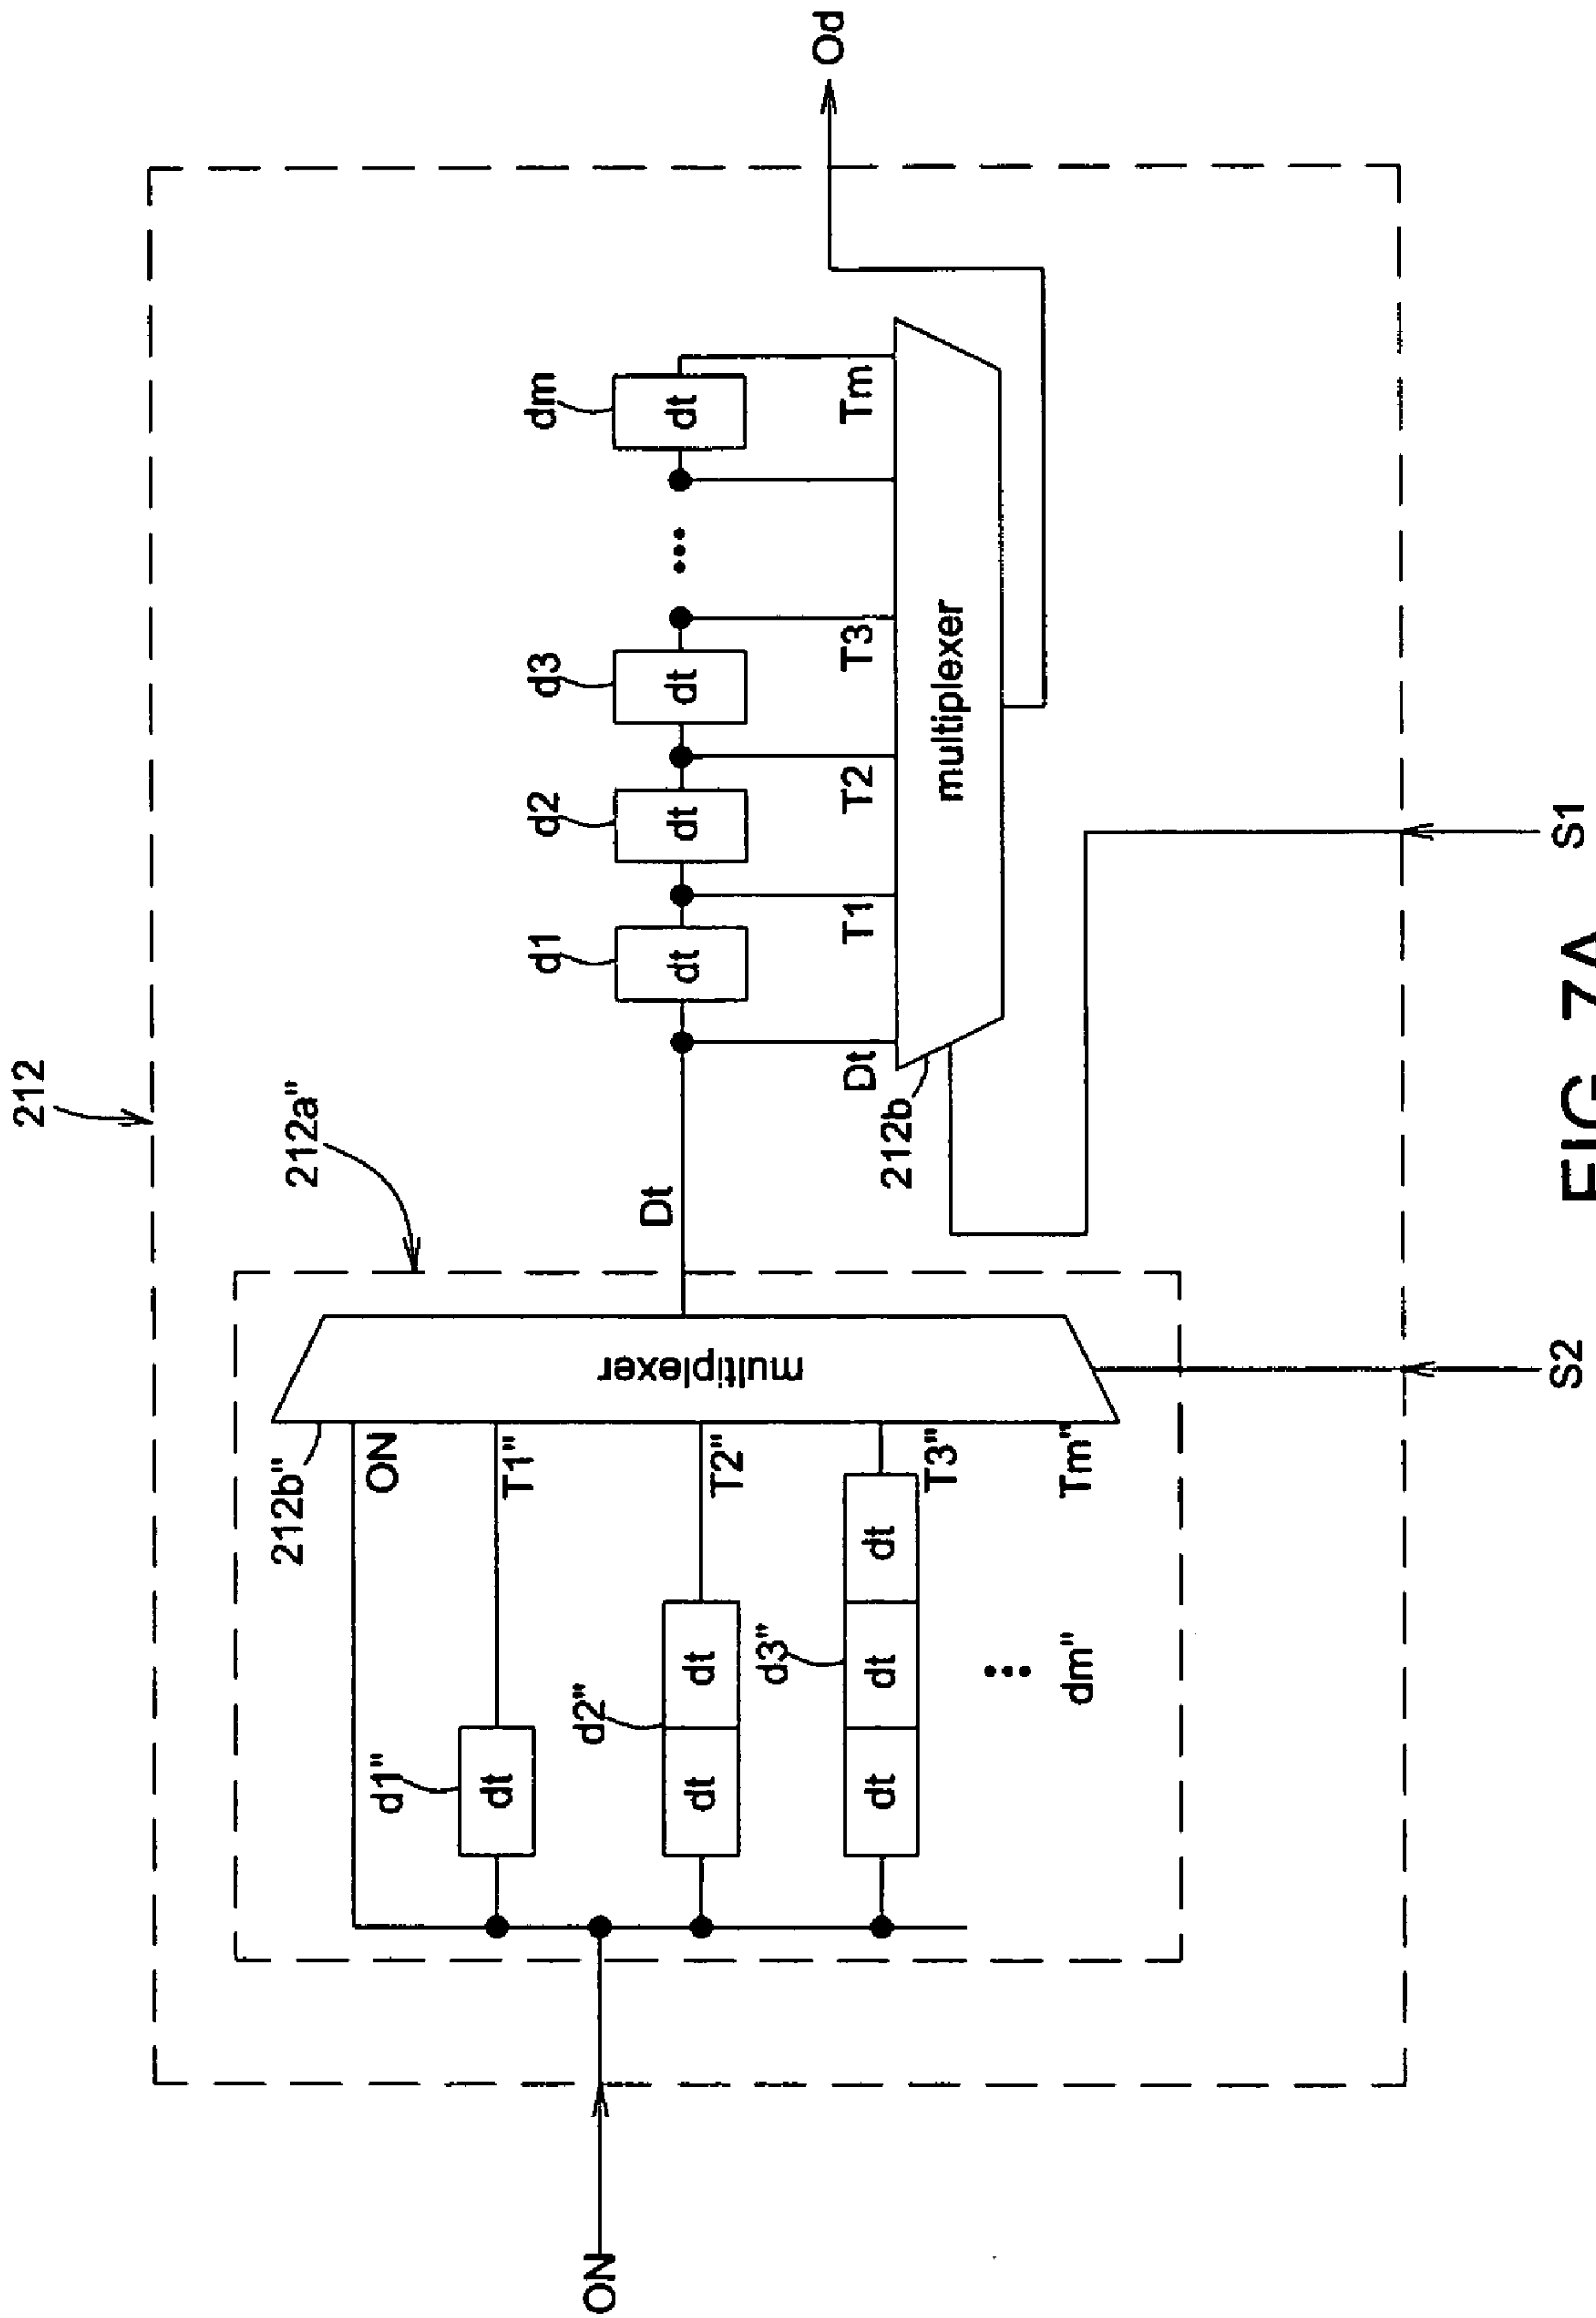 212
212a"
212b"
multiplexer
ON
T1"
T2"
T3"
Tm"
d1"
dt
d2"
dt
dt
d3"
dt
dt
dt
dm"
ON
S2
Dt
d1
dt
d2
dt
d3
dt
dm
dt
Dt
T1
T2
T3
Tm
212b
multiplexer
S1
Od
FIG. 7A